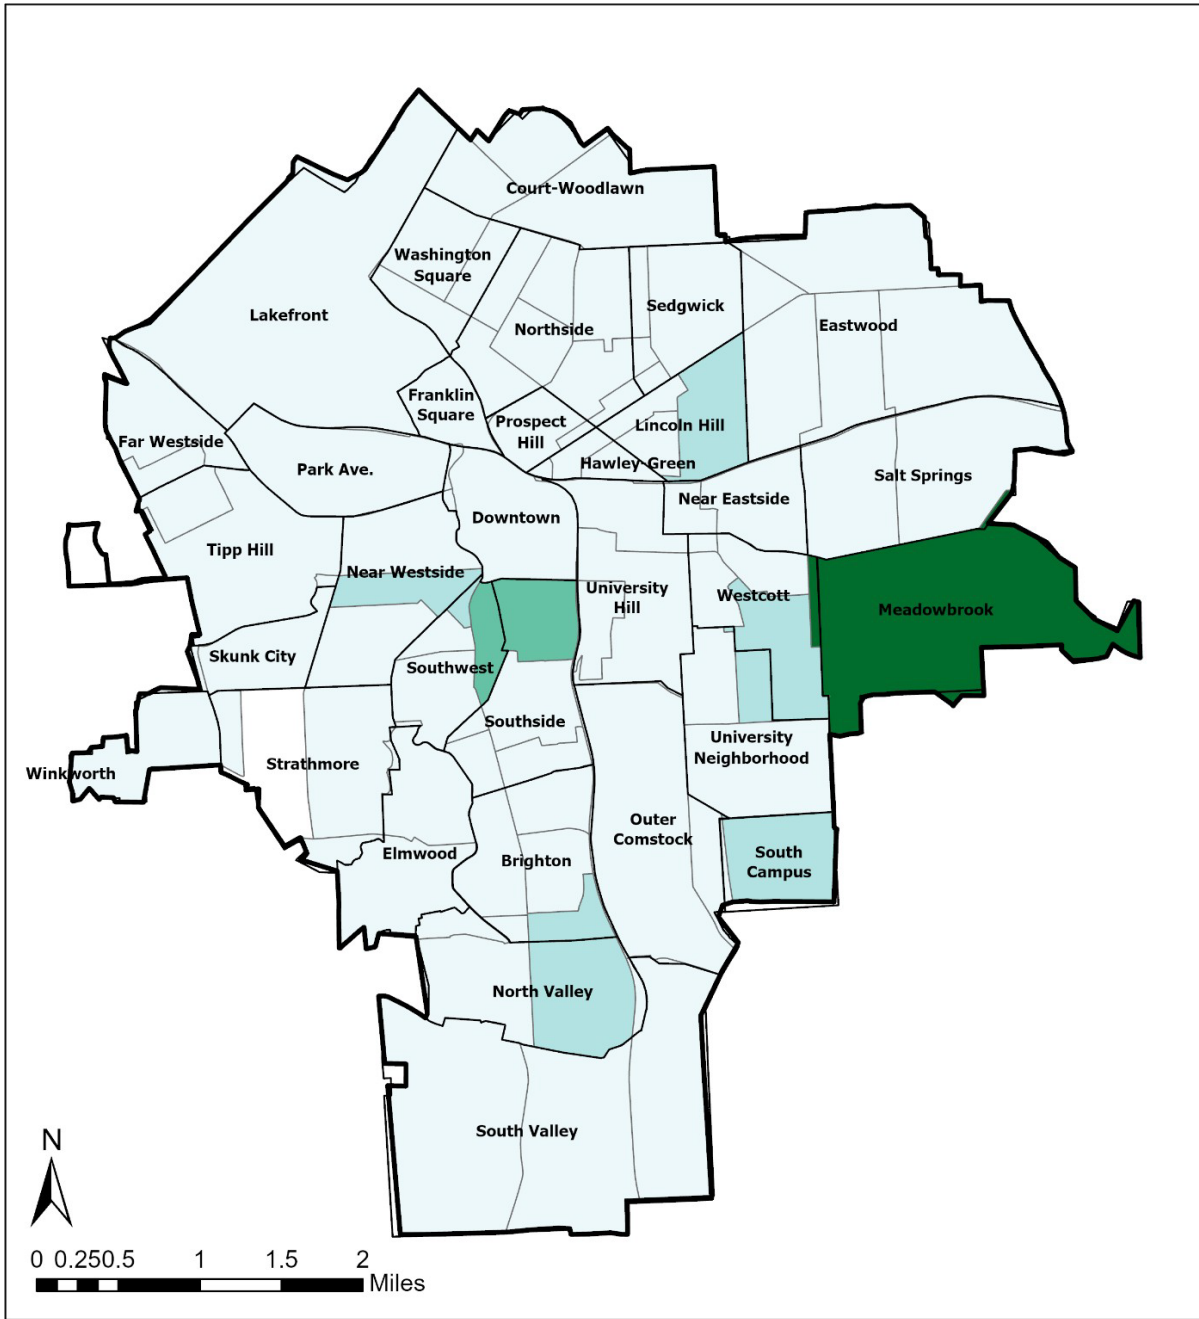 Court-Woodlawn
Washington
Square
Lakefront
Northside
Sedgwick
Eastwood
Franklin
Square
Prospect
Hill
Lincoln Hill
Far Westside
Park Ave.
Hawley-Green
Salt Springs
Near Eastside
Downtown
Tipp Hill
Near Westside
University
Hill
Westcott
Meadowbrook
Skunk City
Southwest
Southside
University
Neighborhood
Winkworth
Strathmore
Outer
Comstock
Elmwood
Brighton
South
Campus
North Valley
South Valley
N
0 0.250.5 1 1.5 2
Miles